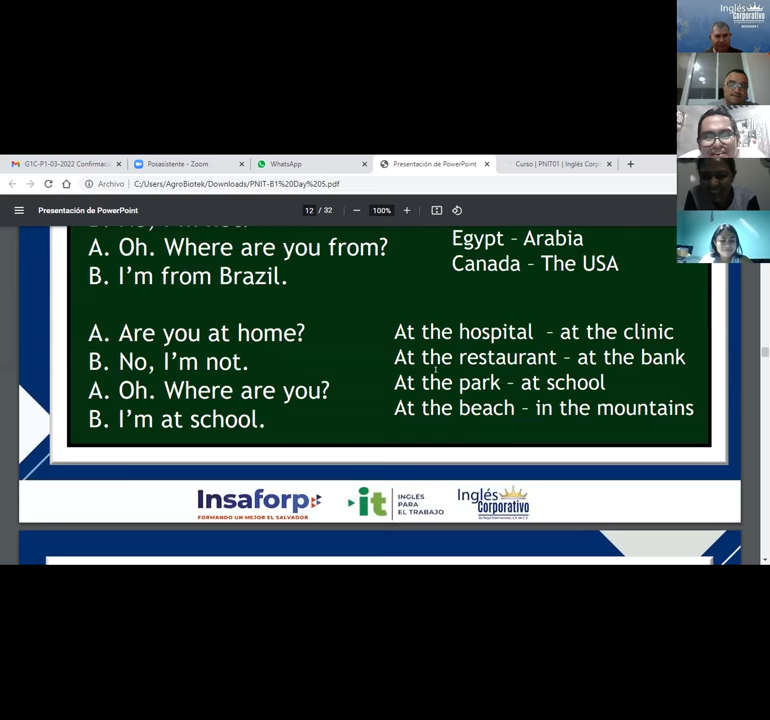 Inglés
Corporativo
G1C-P1-03-2022 Confirmac
Posasistente - Zoom
WhatsApp
Presentación de PowerPoint
Curso | PNIT01 | Inglés Corp
Archivo
C:/Users/AgroBiotek/Downloads/PNIT-B1%20Day%205.pdf
Presentación de PowerPoint
12 / 32
100%
A. Oh. Where are you from?
B. I'm from Brazil.
Egypt – Arabia
Canada – The USA
A. Are you at home?
B. No, I'm not.
A. Oh. Where are you?
B. I'm at school.
At the hospital – at the clinic
At the restaurant – at the bank
At the park – at school
At the beach – in the mountains
Insaforp
FORMANDO UN MEJOR EL SALVADOR
it
INGLÉS
PARA
EL TRABAJO
Inglés
Corporativo